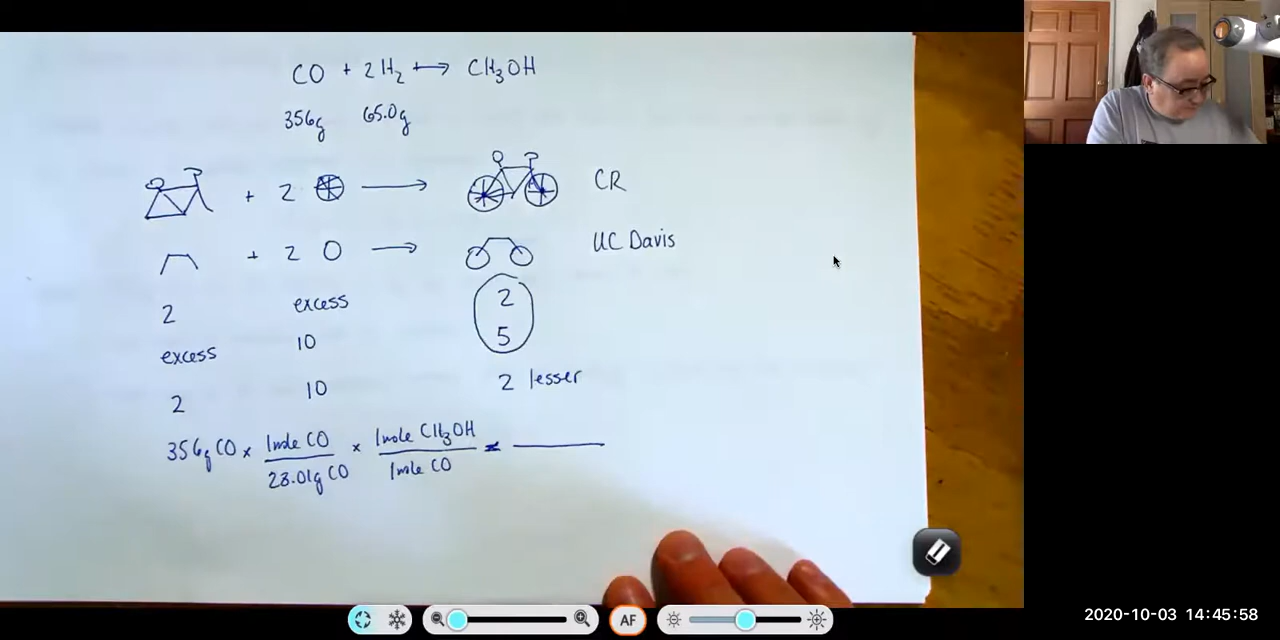 CO + 2H₂ ⟷ CH₃OH
356g 65.0g
+ 2 → CR
+ 2 O → UC Davis
2 excess 2
excess 10 5
2 10 2 lesser
356g CO × 1mole CO / 28.01g CO × 1mole CH₃OH / 1mole CO =
AF
2020-10-03 14:45:58